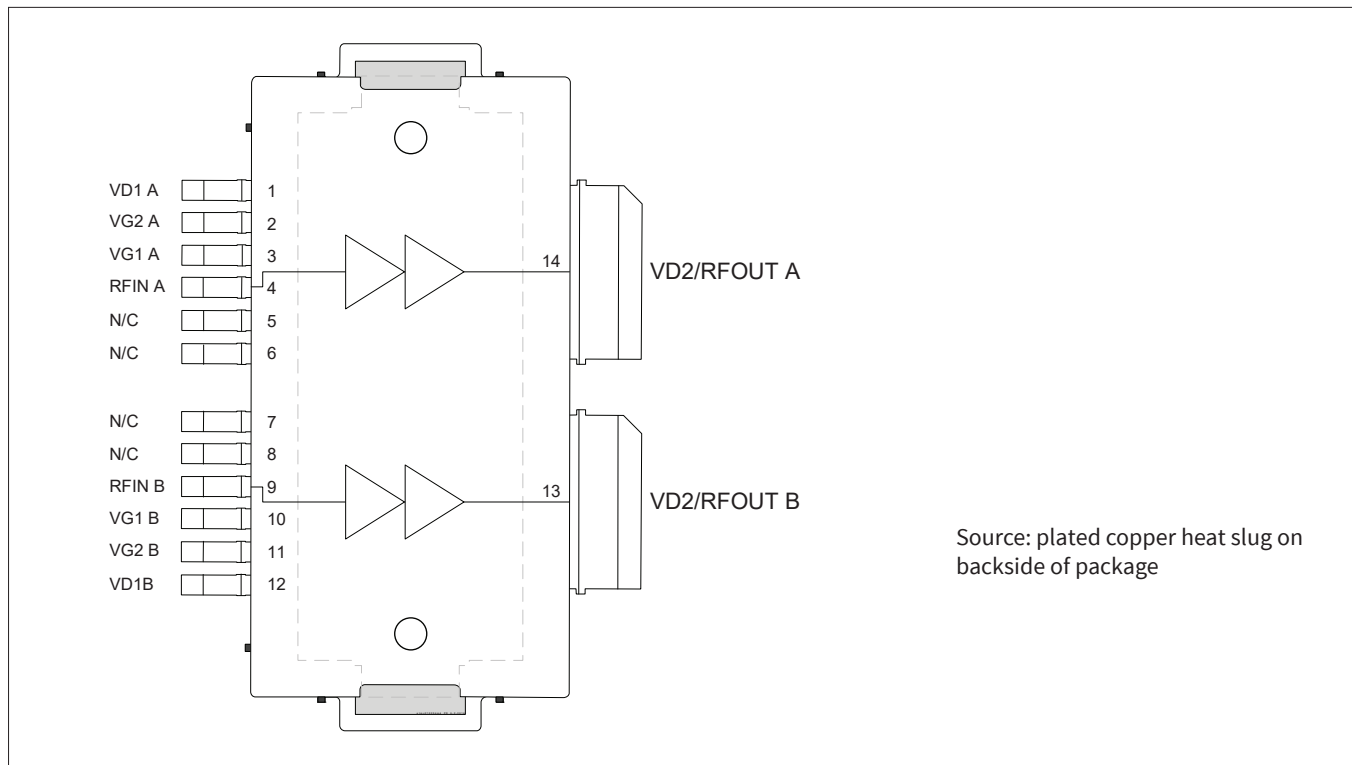 VD1 A 1
VG2 A 2
VG1 A 3
RFIN A 4
14 VD2/RFOUT A
N/C 5
N/C 6
N/C 7
N/C 8
RFIN B 9
13 VD2/RFOUT B
VG1 B 10
VG2 B 11
VD1B 12
Source: plated copper heat slug on
backside of package